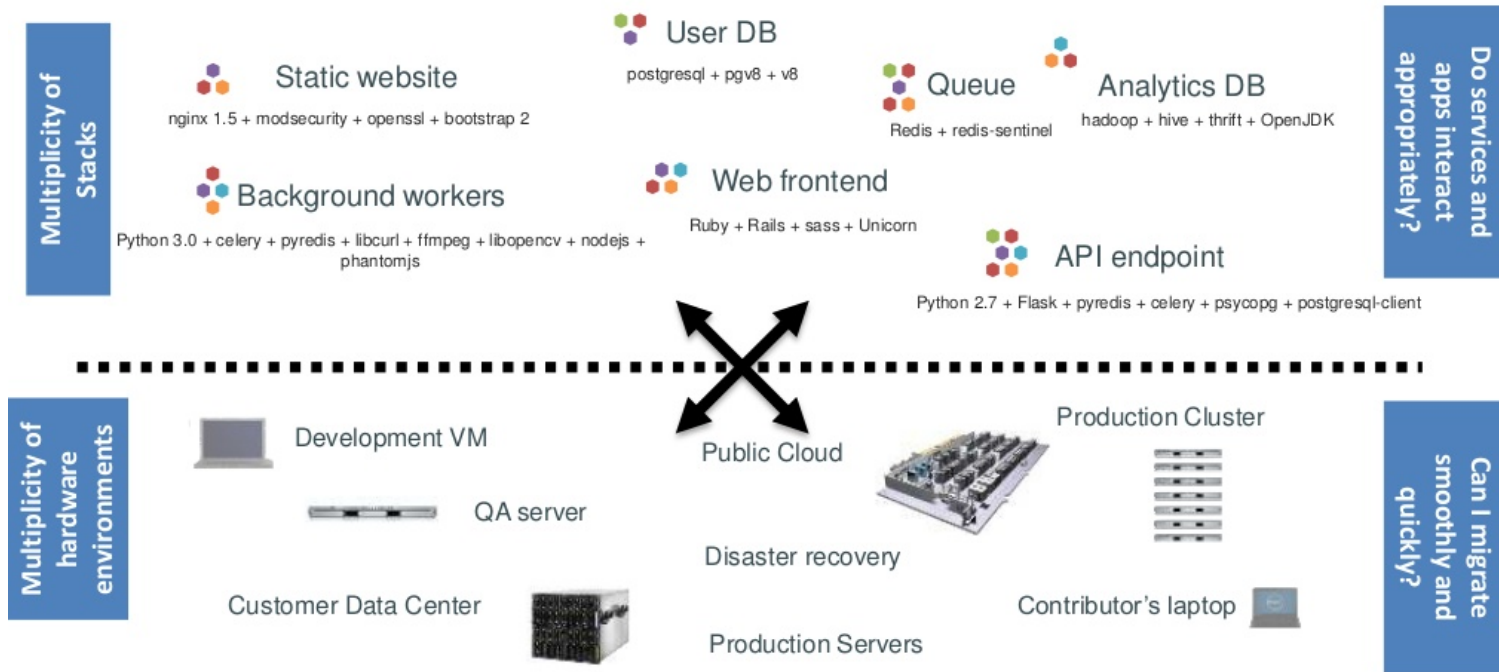 Multiplicity of
Stacks
Static website
nginx 1.5 + modsecurity + openssl + bootstrap 2
Background workers
Python 3.0 + celery + pyredis + libcurl + ffmpeg + libopencv + nodejs +
phantomjs
User DB
postgresql + pgv8 + v8
Web frontend
Ruby + Rails + sass + Unicorn
Queue
Redis + redis-sentinel
Analytics DB
hadoop + hive + thrift + OpenJDK
API endpoint
Python 2.7 + Flask + pyredis + celery + psycopg + postgresql-client
Do services and
apps interact
appropriately?
Multiplicity of
hardware
environments
Development VM
QA server
Customer Data Center
Public Cloud
Disaster recovery
Production Servers
Production Cluster
Contributor’s laptop
Can I migrate
smoothly and
quickly?